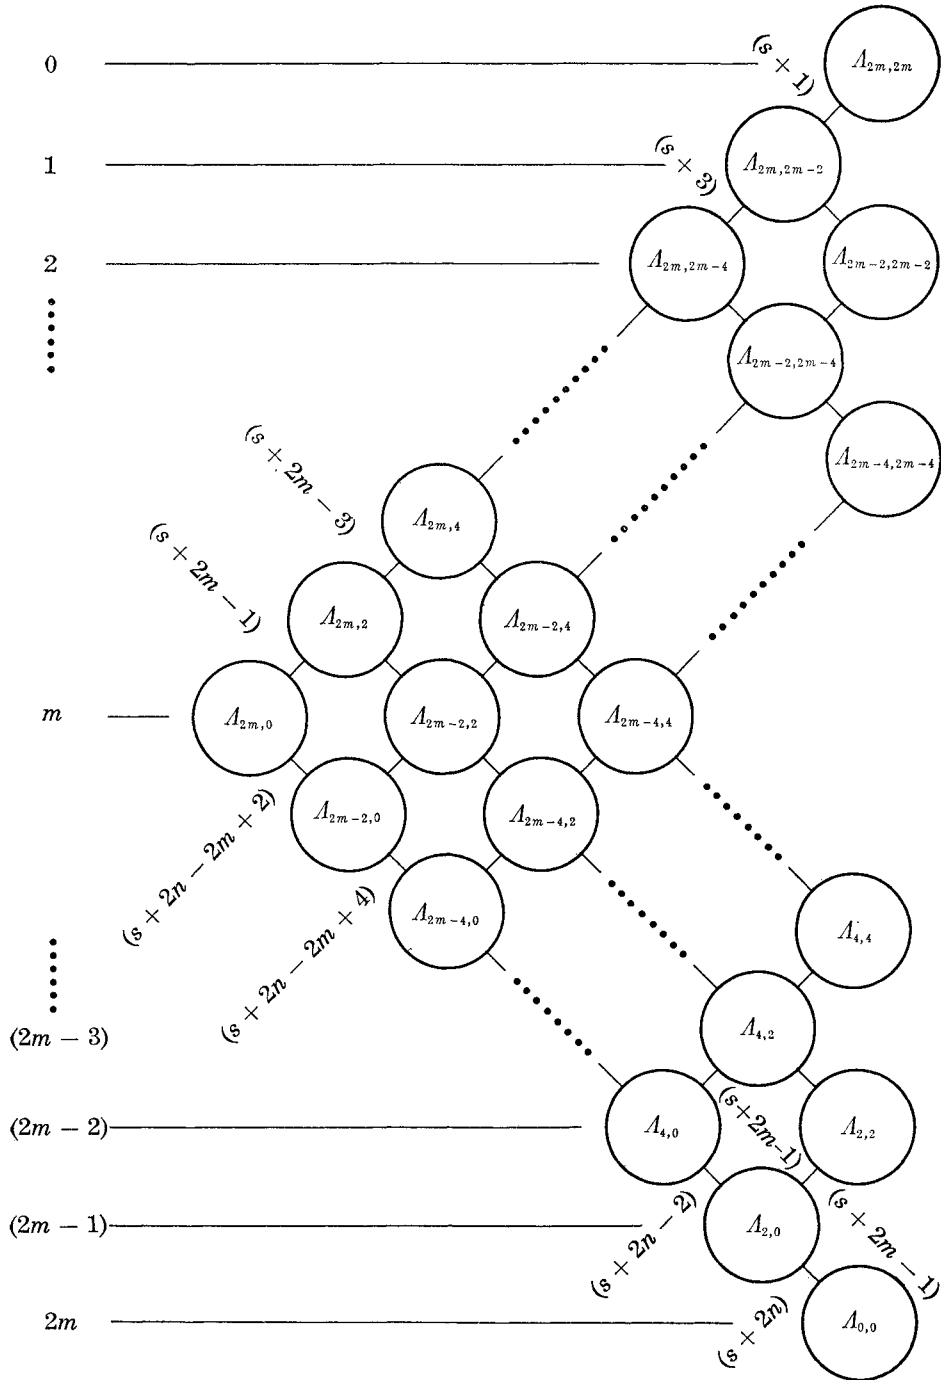 0 (s × 1) Λ2m,2m
1 (s × 3) Λ2m,2m−2
2 Λ2m,2m−4 Λ2m−2,2m−2
Λ2m−2,2m−4
Λ2m−4,2m−4
(s + 2m − 3)
Λ2m,4
(s + 2m − 1)
Λ2m,2 Λ2m−2,4
m Λ2m,0 Λ2m−2,2 Λ2m−4,4
(s + 2n − 2m + 2) Λ2m−2,0 Λ2m−4,2
(s + 2n − 2m + 4) Λ2m−4,0
Λ4,4
(2m − 3) Λ4,2
(2m − 2) Λ4,0 (s+2m-1) Λ2,2
(2m − 1) (s + 2n − 2) Λ2,0 (s + 2m − 1)
2m (s + 2n) Λ0,0